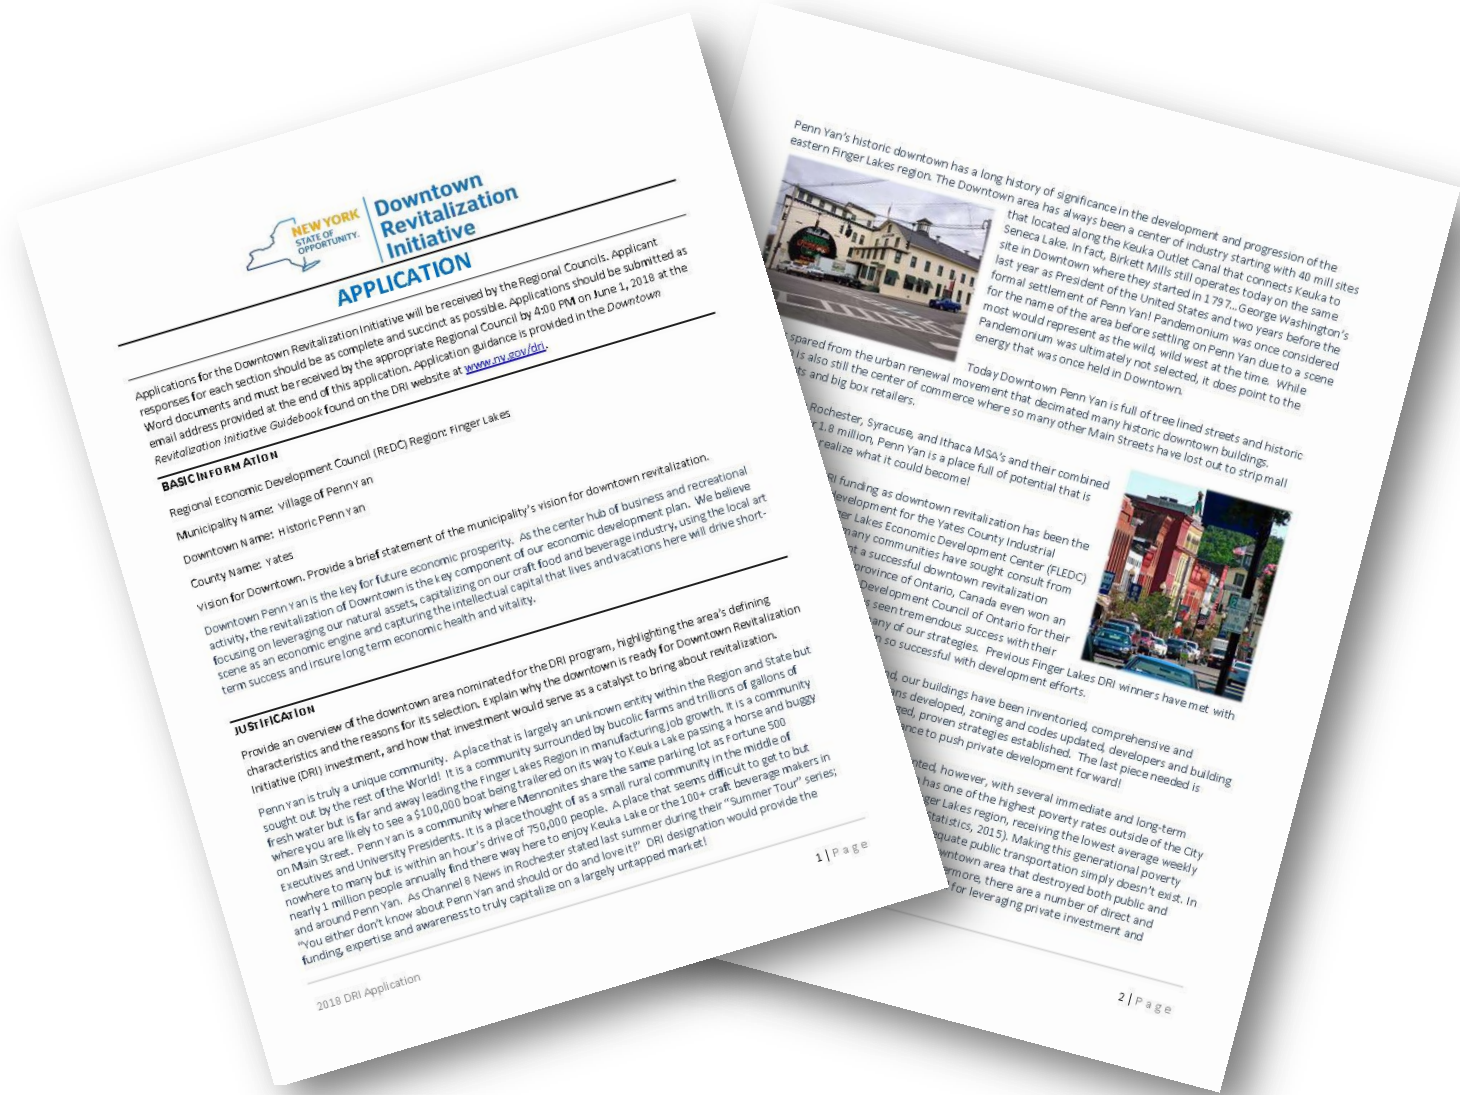 NEW YORK
STATE OF
OPPORTUNITY.
Downtown
Revitalization
Initiative
APPLICATION
Applications for the Downtown Revitalization Initiative will be received by the Regional Councils. Applicant
responses for each section should be as complete and succinct as possible. Applications should be submitted as
Word documents and must be received by the appropriate Regional Council by 4:00 PM on June 1, 2018 at the
email address provided at the end of this application. Application guidance is provided in the Downtown
Revitalization Initiative Guidebook found on the DRI website at www.ny.gov/dri.
BASIC INFORMATION
Regional Economic Development Council (REDC) Region: Finger Lakes
Municipality Name: Village of Penn Yan
Downtown Name: Historic Penn Yan
County Name: Yates
Vision for Downtown. Provide a brief statement of the municipality's vision for downtown revitalization.
Downtown Penn Yan is the key for future economic prosperity. As the center hub of business and recreational
activity, the revitalization of Downtown is the key component of our economic development plan. We believe
focusing on leveraging our natural assets, capitalizing on our craft food and beverage industry, using the local art
scene as an economic engine and capturing the intellectual capital that lives and vacations here will drive short-
term success and insure long term economic health and vitality.
JUSTIFICATION
Provide an overview of the downtown area nominated for the DRI program, highlighting the area's defining
characteristics and the reasons for its selection. Explain why the downtown is ready for Downtown Revitalization
Initiative (DRI) investment, and how that investment would serve as a catalyst to bring about revitalization.
Penn Yan is truly a unique community. A place that is largely an unknown entity within the Region and State but
sought out by the rest of the World! It is a community surrounded by bucolic farms and trillions of gallons of
fresh water but is far and away leading the Finger Lakes Region in manufacturing job growth. It is a community
where you are likely to see a $100,000 boat being trailered on its way to Keuka Lake passing a horse and buggy
on Main Street. Penn Yan is a community where Mennonites share the same parking lot as Fortune 500
Executives and University Presidents. It is a place thought of as a small rural community in the middle of
nowhere to many but is within an hour's drive of 750,000 people. A place that seems difficult to get to but
nearly 1 million people annually find there way here to enjoy Keuka Lake or the 100+ craft beverage makers in
and around Penn Yan. As Channel 8 News in Rochester stated last summer during their "Summer Tour" series;
"You either don't know about Penn Yan and should or do and love it!" DRI designation would provide the
funding, expertise and awareness to truly capitalize on a largely untapped market!
1 | Page
2018 DRI Application
Penn Yan's historic downtown has a long history of significance in the development and progression of the
eastern Finger Lakes region. The Downtown area has always been a center of industry starting with 40 mill sites
that located along the Keuka Outlet Canal that connects Keuka to
Seneca Lake. In fact, Birkett Mills still operates today on the same
site in Downtown where they started in 1797...George Washington's
last year as President of the United States and two years before the
formal settlement of Penn Yan! Pandemonium was once considered
for the name of the area before settling on Penn Yan due to a scene
most would represent as the wild, wild west at the time. While
Pandemonium was ultimately not selected, it does point to the
energy that was once held in Downtown.
Today Downtown Penn Yan is full of tree lined streets and historic
spared from the urban renewal movement that decimated many historic downtown buildings.
is also still the center of commerce where so many other Main Streets have lost out to strip mall
and big box retailers.
Rochester, Syracuse, and Ithaca MSA's and their combined
1.8 million, Penn Yan is a place full of potential that is
realize what it could become!
funding as downtown revitalization has been the
development for the Yates County Industrial
Lakes Economic Development Center (FLEDC)
many communities have sought consult from
a successful downtown revitalization
province of Ontario, Canada even won an
Development Council of Ontario for their
seen temendous success with their
of our strategies. Previous Finger Lakes DRI winners have met with
so successful with development efforts.
our buildings have been inventoried, comprehensive and
developed, zoning and codes updated, developers and building
proven strategies established. The last piece needed is
to push private development forward!
however, with several immediate and long-term
has one of the highest poverty rates outside of the City
Lakes region, receiving the lowest average weekly
2015). Making this generational poverty
public transportation simply doesn't exist. In
area that destroyed both public and
there are a number of direct and
for leveraging private investment and
2 | Page